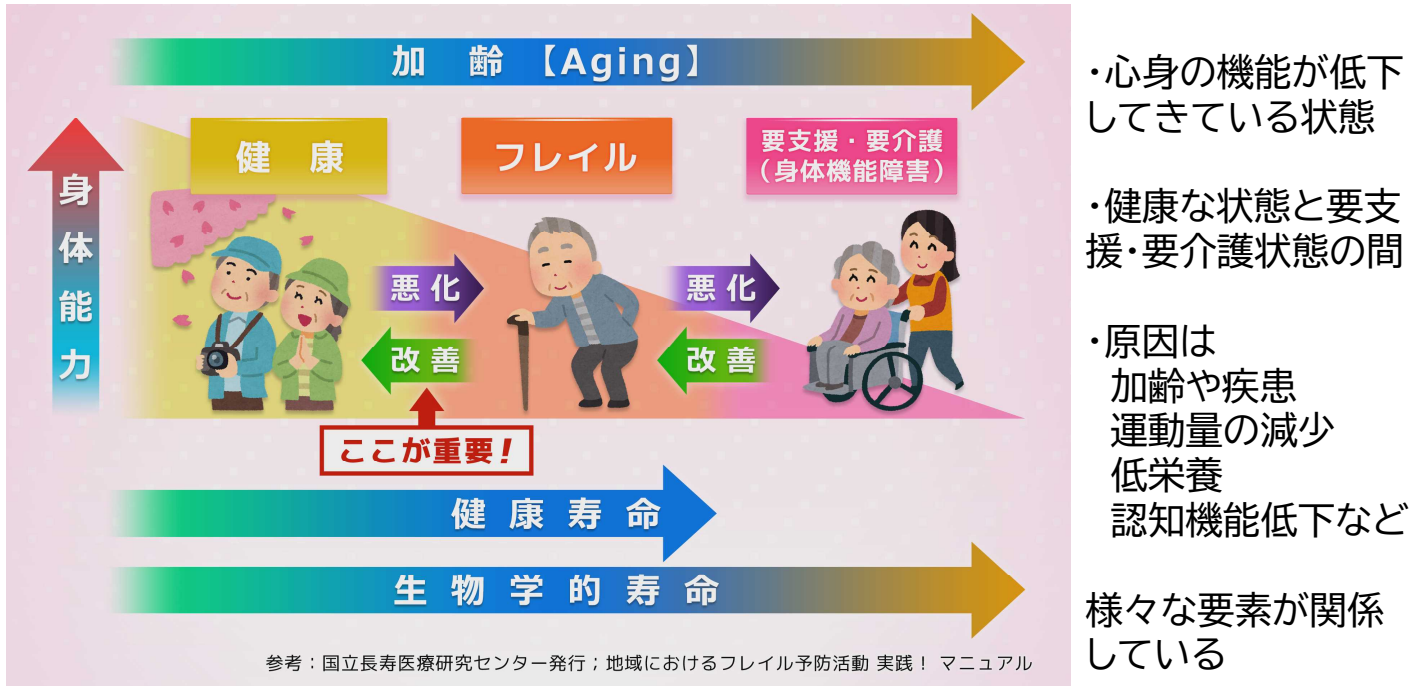 加齢【Aging】
身体能力
健康
フレイル
要支援・要介護
（身体機能障害）
悪化
悪化
改善
改善
ここが重要！
健康寿命
生物学的寿命
参考：国立長寿医療研究センター発行；地域におけるフレイル予防活動 実践！ マニュアル
・心身の機能が低下
してきている状態
・健康な状態と要支
援・要介護状態の間
・原因は
加齢や疾患
運動量の減少
低栄養
認知機能低下など
様々な要素が関係
している